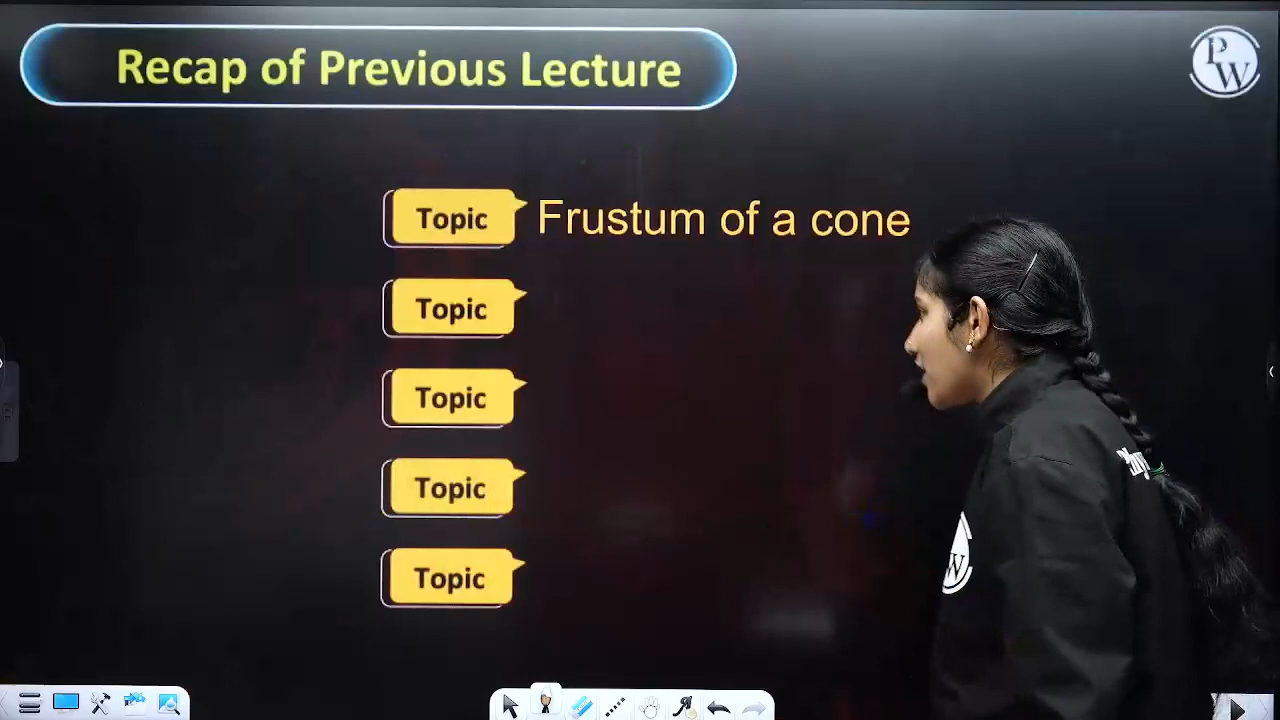 Recap of Previous Lecture
PW
Topic Frustum of a cone
Topic
Topic
Topic
Topic
W